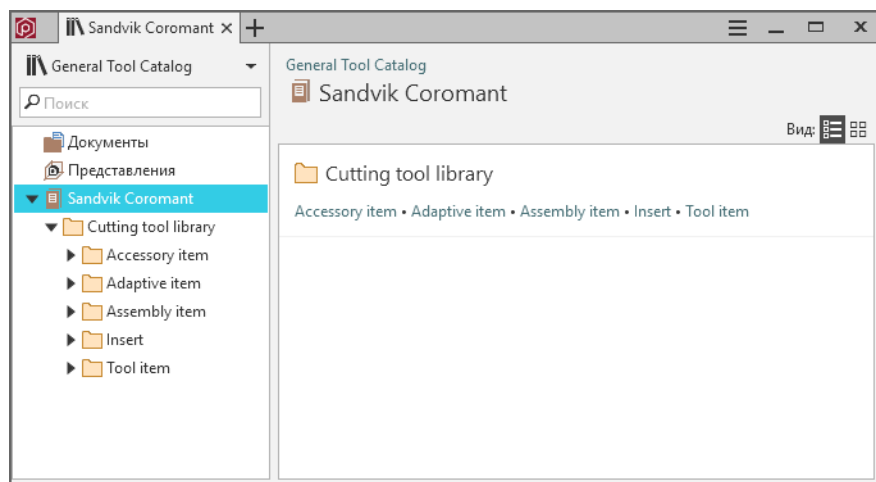 Sandvik Coromant
General Tool Catalog
Поиск
Документы
Представления
Sandvik Coromant
Cutting tool library
Accessory item
Adaptive item
Assembly item
Insert
Tool item
General Tool Catalog
Sandvik Coromant
Вид:
Cutting tool library
Accessory item • Adaptive item • Assembly item • Insert • Tool item